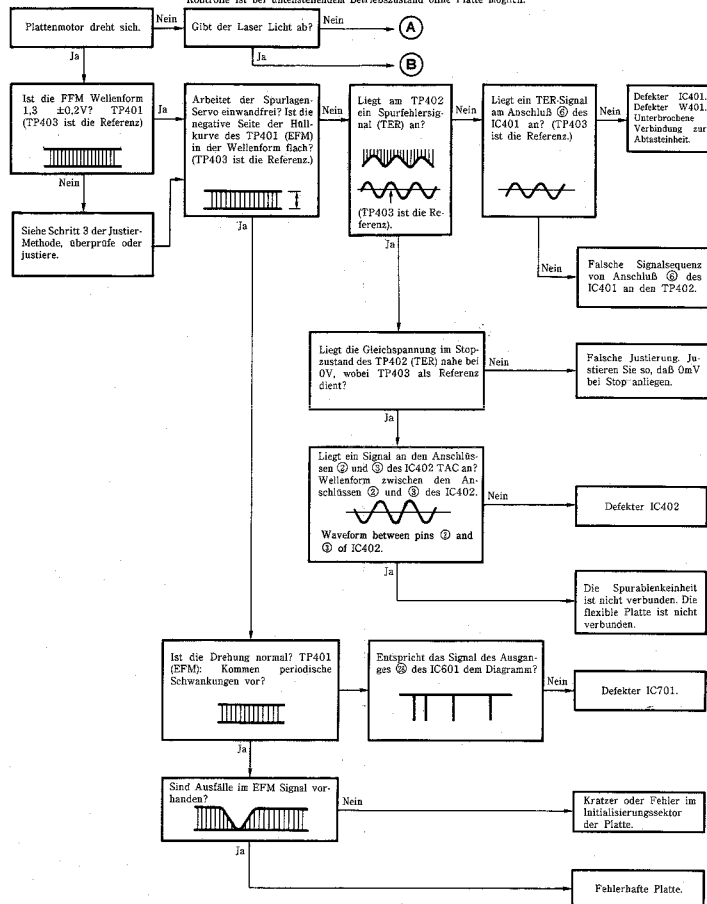 Kontrolle ist bei untenstehendem Betriebszustand ohne Platte möglich.
Plattenmotor dreht sich.
Nein
Gibt der Laser Licht ab?
Nein
A
Ja
Ja
B
Ist die FFM Wellenform
1,3 ±0,2V? TP401
(TP403 ist die Referenz)
Ja
Nein
Siehe Schritt 3 der Justier-
Methode, überprüfe oder
justiere.
Arbeitet der Spurlagen-
Servo einwandfrei? Ist die
negative Seite der Hüll-
kurve des TP401 (EFM)
in der Wellenform flach?
(TP403 ist die Referenz.)
Nein
Ja
Liegt am TP402
ein Spurfehlersig-
nal (TER) an?
(TP403 ist die Re-
ferenz).
Nein
Ja
Liegt ein TER-Signal
am Anschluß ⑥ des
IC401 an? (TP403
ist die Referenz.)
Nein
Defekter IC401.
Defekter W401.
Unterbrochene
Verbindung zur
Abtasteinheit.
Nein
Falsche Signalsequenz
von Anschluß ⑥ des
IC401 an den TP402.
Liegt die Gleichspannung im Stop-
zustand des TP402 (TER) nahe bei
0V, wobei TP403 als Referenz
dient?
Nein
Falsche Justierung. Ju-
stieren Sie so, daß 0mV
bei Stop anliegen.
Ja
Liegt ein Signal an den Anschlüs-
sen ② und ③ des IC402 TAC an?
Wellenform zwischen den An-
schlüssen ② und ③ des IC402.
Waveform between pins ② and
③ of IC402.
Nein
Defekter IC402
Ja
Die Spurablenkeinheit
ist nicht verbunden. Die
flexible Platte ist nicht
verbunden.
Ist die Drehung normal? TP401
(EFM): Kommen periodische
Schwankungen vor?
Entspricht das Signal des Ausgan-
ges ㉖ des IC601 dem Diagramm?
Nein
Defekter IC701.
Ja
Sind Ausfälle im EFM Signal vor-
handen?
Nein
Kratzer oder Fehler im
Initialisierungssektor
der Platte.
Ja
Fehlerhafte Platte.